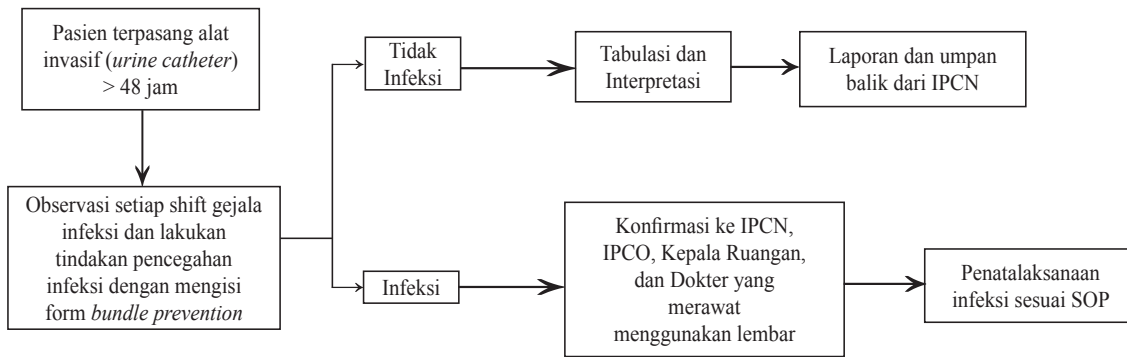 Pasien terpasang alat
invasif (urine catheter)
> 48 jam
Observasi setiap shift gejala
infeksi dan lakukan
tindakan pencegahan
infeksi dengan mengisi
form bundle prevention
Tidak
Infeksi
Tabulasi dan
Interpretasi
Laporan dan umpan
balik dari IPCN
Infeksi
Konfirmasi ke IPCN,
IPCO, Kepala Ruangan,
dan Dokter yang
merawat
menggunakan lembar
Penatalaksanaan
infeksi sesuai SOP